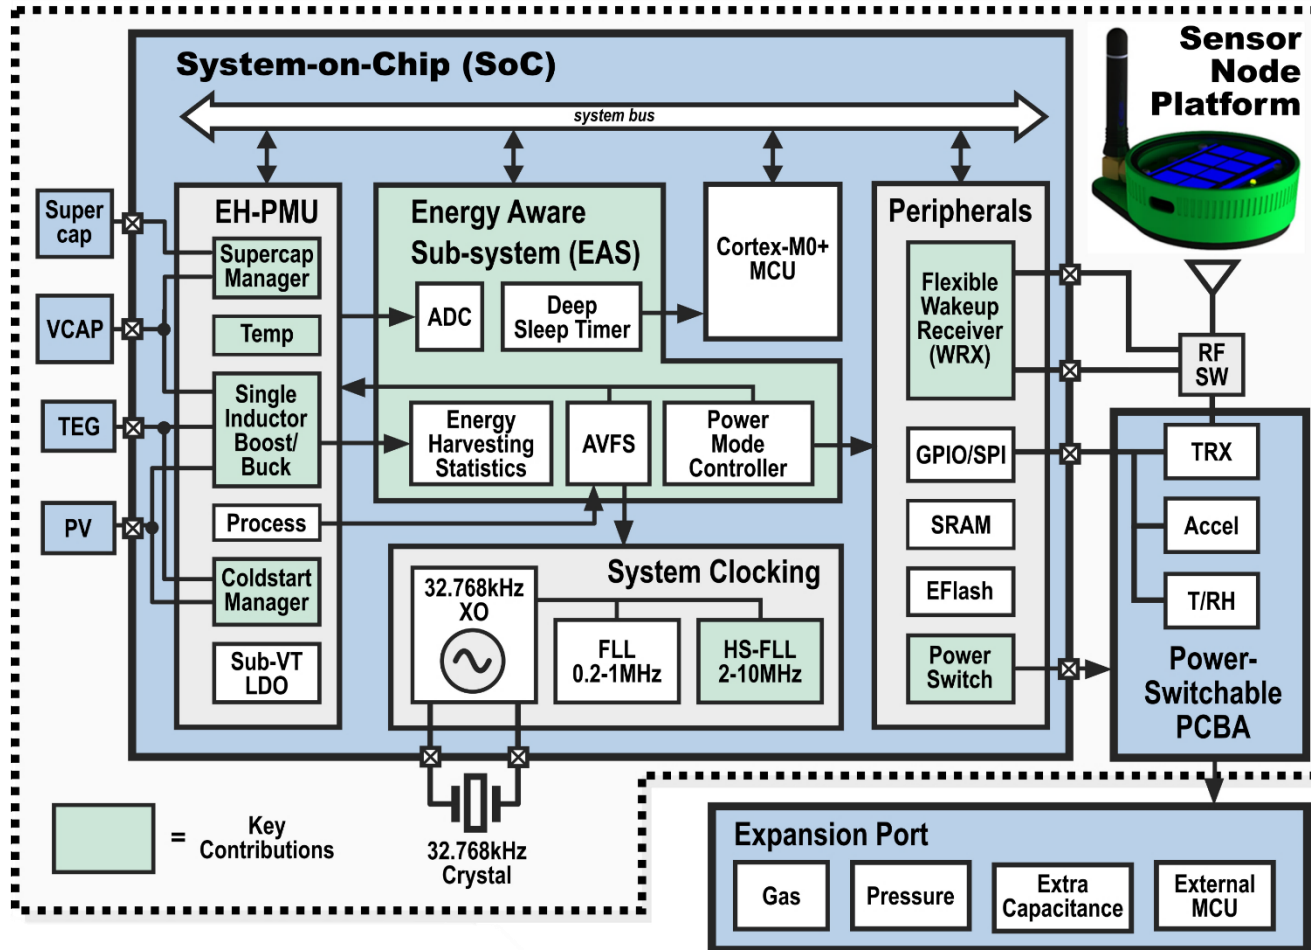 System-on-Chip (SoC)
Sensor
Node
Platform
system bus
Super
cap
VCAP
TEG
PV
EH-PMU
Supercap
Manager
Temp
Single
Inductor
Boost/
Buck
Process
Coldstart
Manager
Sub-VT
LDO
Energy Aware
Sub-system (EAS)
ADC
Deep
Sleep Timer
Energy
Harvesting
Statistics
AVFS
Power
Mode
Controller
Cortex-M0+
MCU
System Clocking
32.768kHz
XO
FLL
0.2-1MHz
HS-FLL
2-10MHz
Peripherals
Flexible
Wakeup
Receiver
(WRX)
GPIO/SPI
SRAM
EFlash
Power
Switch
RF
SW
TRX
Accel
T/RH
Power-
Switchable
PCBA
= Key
Contributions
32.768kHz
Crystal
Expansion Port
Gas
Pressure
Extra
Capacitance
External
MCU